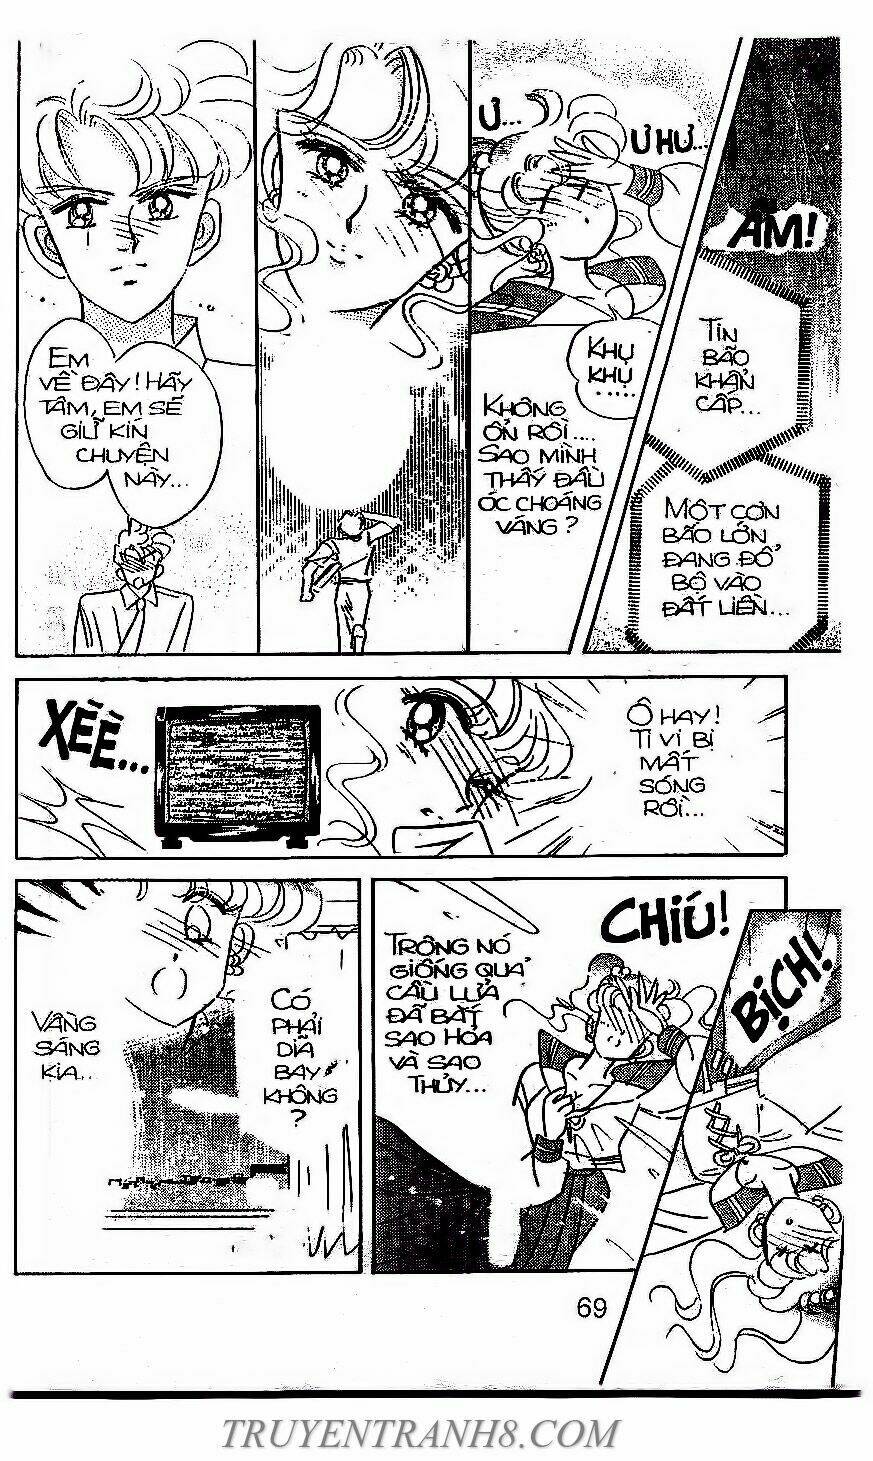 EM
VỀ ĐÂY! HÃY
TÂM, EM SẼ
GIỮ KÍN
CHUYỆN
NÀY...
Ư...
Ư HƯ...
KHỤ
KHỤ
.....
KHÔNG
ỔN RỒI....
SAO MÌNH
THẤY ĐẦU
ÓC CHOÁNG
VÁNG?
ẦM!
TIN
BÃO
KHẨN
CẤP...
MỘT CƠN
BÃO LỚN
ĐANG ĐỔ
BỘ VÀO
ĐẤT LIỀN...
XÈÈ...
Ô HAY!
TI VI BỊ
MẤT
SÓNG
RỒI...
VẦNG
SÁNG
KIA...
CÓ
PHẢI
DĨA
BAY
KHÔNG
?
TRÔNG NÓ
GIỐNG QUẢ
CẦU LỬA
ĐÃ BẮT
SAO HỎA
VÀ SAO
THỦY...
CHÍU!
BỊCH!
69
TRUYENTRANH8.COM